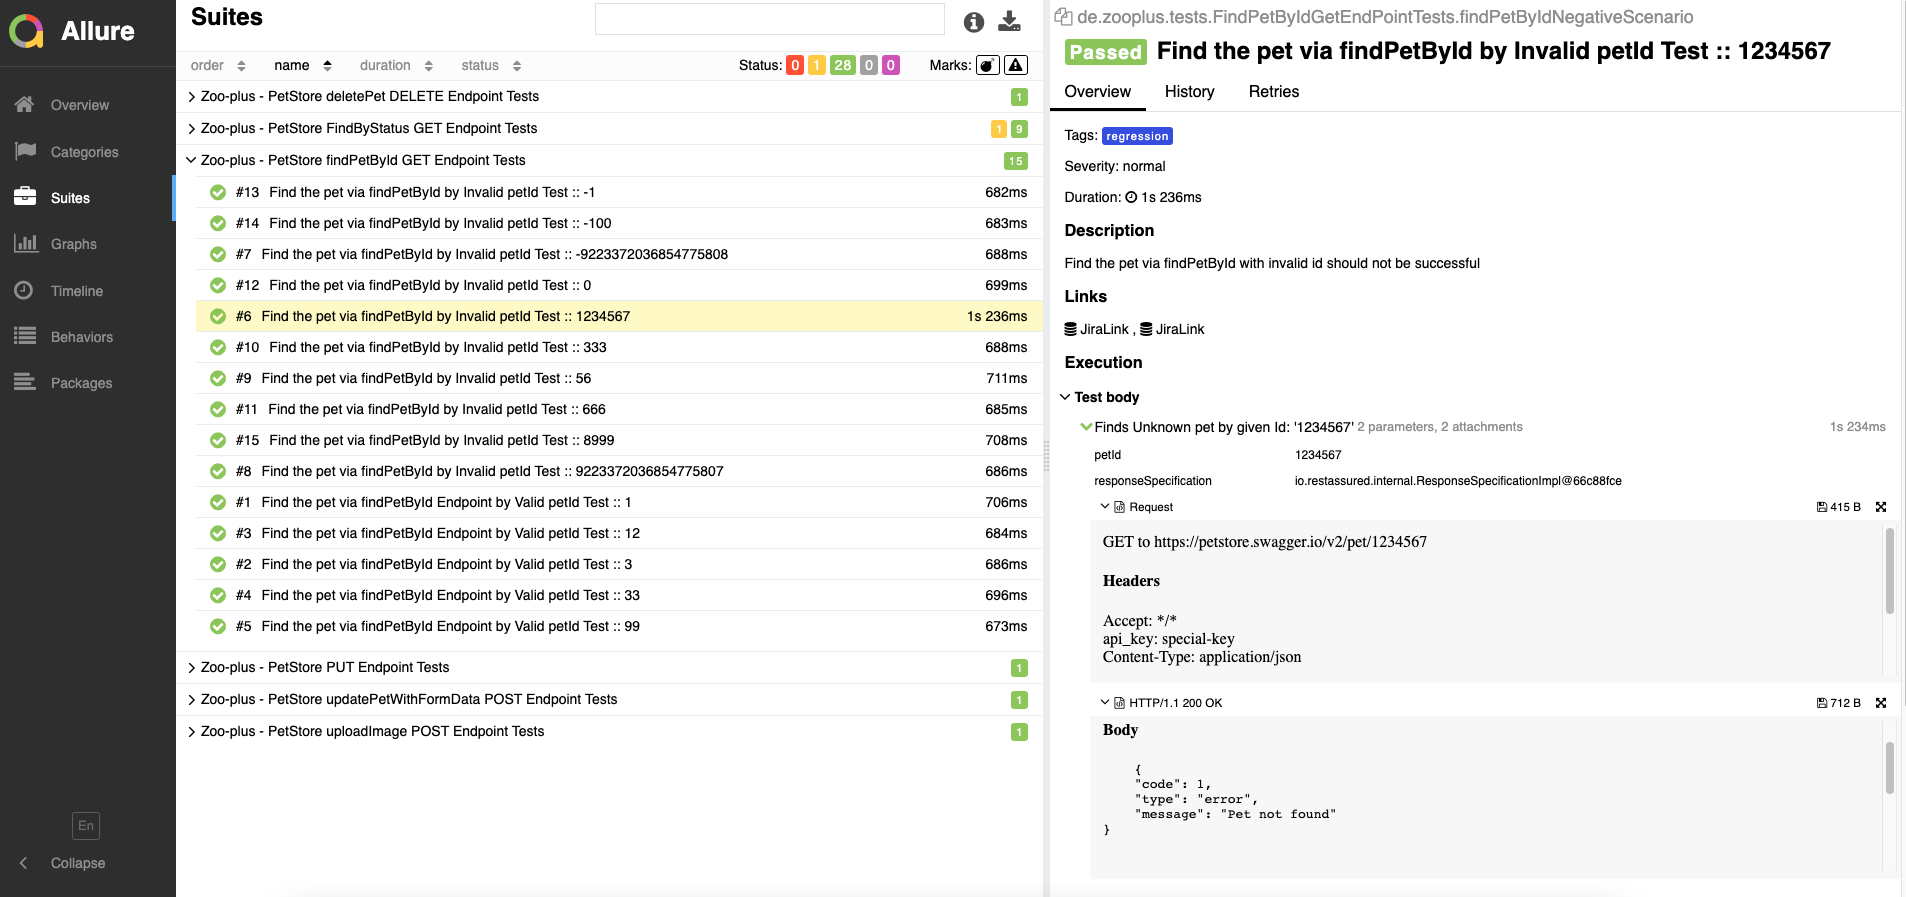 Allure
Overview
Categories
Suites
Graphs
Timeline
Behaviors
Packages
En
Collapse
Suites
order name duration status Status: 0 1 28 0 0 Marks:
Zoo-plus - PetStore deletePet DELETE Endpoint Tests 1
Zoo-plus - PetStore FindByStatus GET Endpoint Tests 1 9
Zoo-plus - PetStore findPetById GET Endpoint Tests 15
#13 Find the pet via findPetById by Invalid petId Test :: -1 682ms
#14 Find the pet via findPetById by Invalid petId Test :: -100 683ms
#7 Find the pet via findPetById by Invalid petId Test :: -9223372036854775808 688ms
#12 Find the pet via findPetById by Invalid petId Test :: 0 699ms
#6 Find the pet via findPetById by Invalid petId Test :: 1234567 1s 236ms
#10 Find the pet via findPetById by Invalid petId Test :: 333 688ms
#9 Find the pet via findPetById by Invalid petId Test :: 56 711ms
#11 Find the pet via findPetById by Invalid petId Test :: 666 685ms
#15 Find the pet via findPetById by Invalid petId Test :: 8999 708ms
#8 Find the pet via findPetById by Invalid petId Test :: 9223372036854775807 686ms
#1 Find the pet via findPetById Endpoint by Valid petId Test :: 1 706ms
#3 Find the pet via findPetById Endpoint by Valid petId Test :: 12 684ms
#2 Find the pet via findPetById Endpoint by Valid petId Test :: 3 686ms
#4 Find the pet via findPetById Endpoint by Valid petId Test :: 33 696ms
#5 Find the pet via findPetById Endpoint by Valid petId Test :: 99 673ms
Zoo-plus - PetStore PUT Endpoint Tests 1
Zoo-plus - PetStore updatePetWithFormData POST Endpoint Tests 1
Zoo-plus - PetStore uploadImage POST Endpoint Tests 1
de.zooplus.tests.FindPetByIdGetEndPointTests.findPetByIdNegativeScenario
Passed Find the pet via findPetById by Invalid petId Test :: 1234567
Overview History Retries
Tags: regression
Severity: normal
Duration: 1s 236ms
Description
Find the pet via findPetById with invalid id should not be successful
Links
JiraLink , JiraLink
Execution
Test body
Finds Unknown pet by given Id: '1234567' 2 parameters, 2 attachments 1s 234ms
petId 1234567
responseSpecification io.restassured.internal.ResponseSpecificationImpl@66c88fce
Request 415 B
GET to https://petstore.swagger.io/v2/pet/1234567
Headers
Accept: */*
api_key: special-key
Content-Type: application/json
HTTP/1.1 200 OK 712 B
Body
{
"code": 1,
"type": "error",
"message": "Pet not found"
}